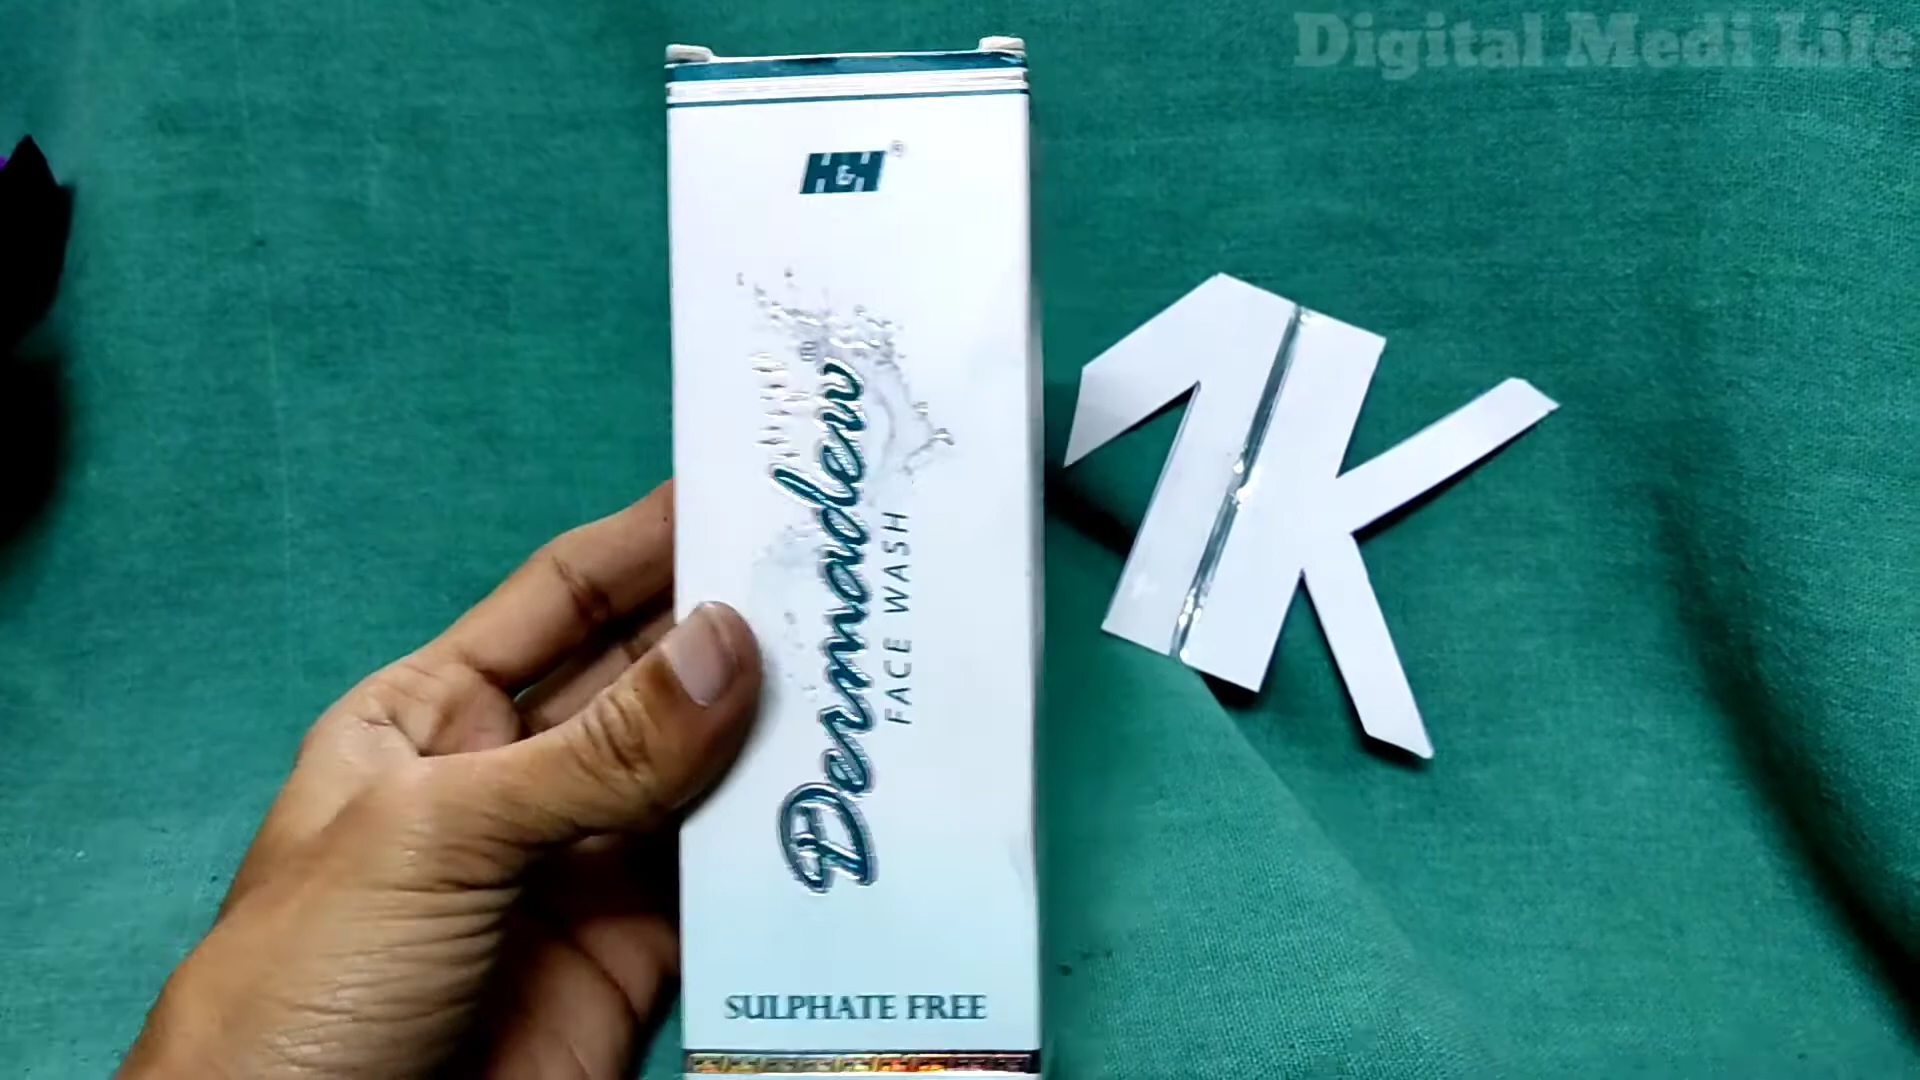 Digital Medi Life
H&H®
Dermadew®
FACE WASH
SULPHATE FREE
1K